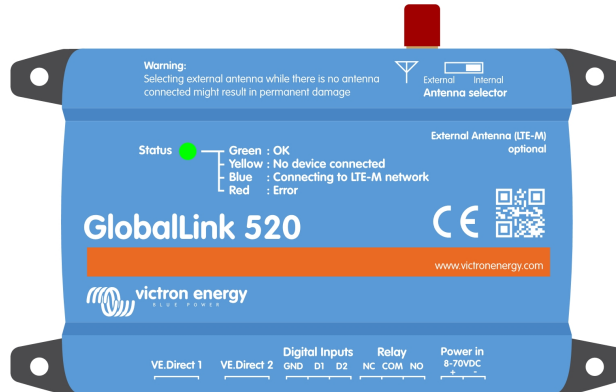 Warning:
Selecting external antenna while there is no antenna
connected might result in permanent damage
External Internal
Antenna selector
External Antenna (LTE-M)
optional
Status
Green : OK
Yellow : No device connected
Blue : Connecting to LTE-M network
Red : Error
GlobalLink 520
CE
www.victronenergy.com
victron energy
BLUE POWER
VE.Direct 1
VE.Direct 2
Digital Inputs
GND D1 D2
Relay
NC COM NO
Power in
8-70VDC
+ -